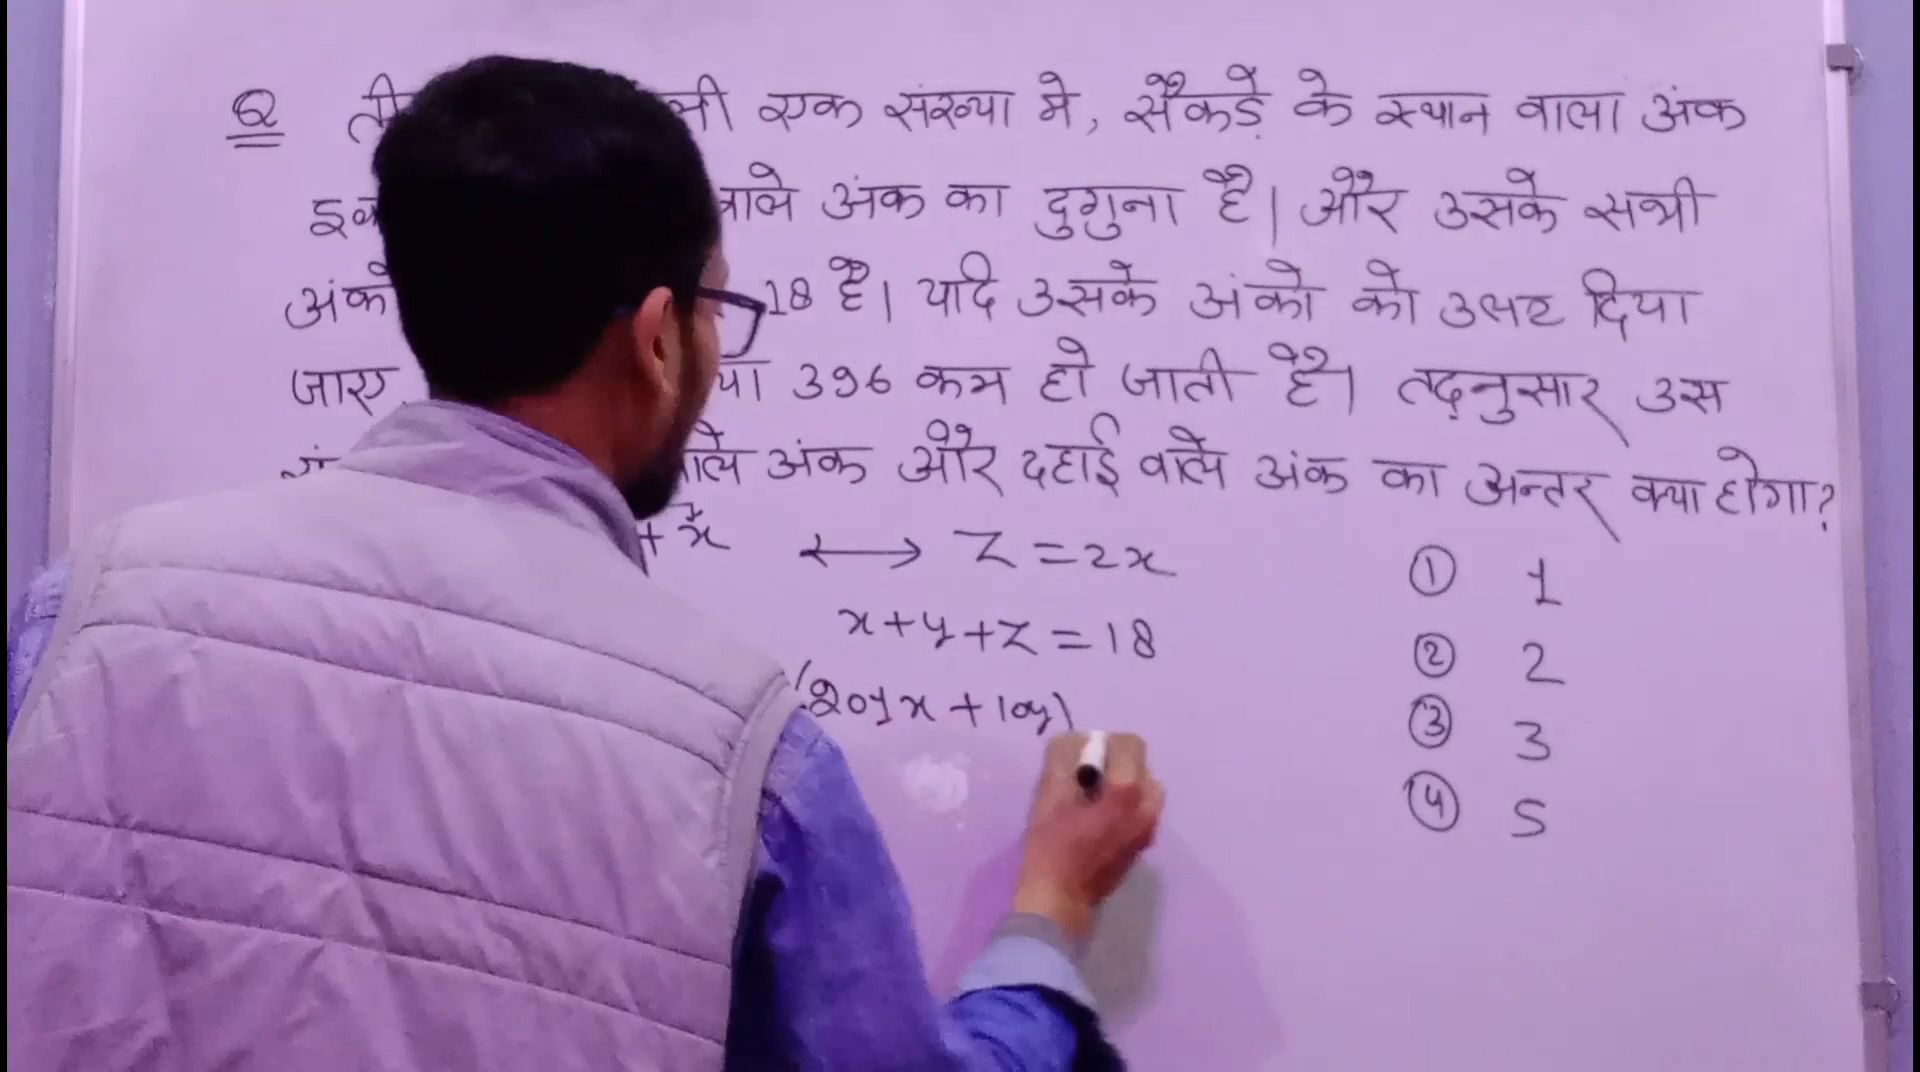 Q ती ली एक संख्या मे, सैकड़े के स्थान वाला अंक
इक वाले अंक का दुगुना है। और उसके सभी
अंको 18 है। यदि उसके अंको को उलट दिया
जाए या 396 कम हो जाती है। तद्नुसार उस
वाले अंक और दहाई वाले अंक का अन्तर क्या होगा?
+ x ⟷ z = 2x
x+y+z = 18
(201x + 10y)
① 1
② 2
③ 3
④ 5